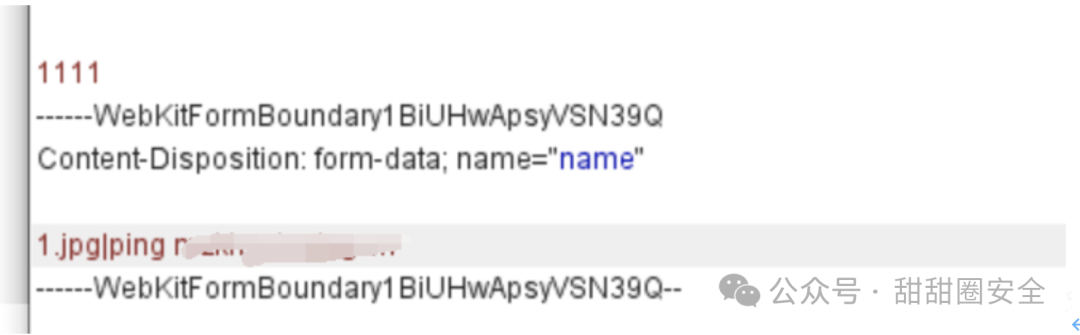 1111
------WebKitFormBoundary1BiUHwApsyVSN39Q
Content-Disposition: form-data; name="name"
1.jpg|ping
------WebKitFormBoundary1BiUHwApsyVSN39Q--
公众号 · 甜甜圈安全